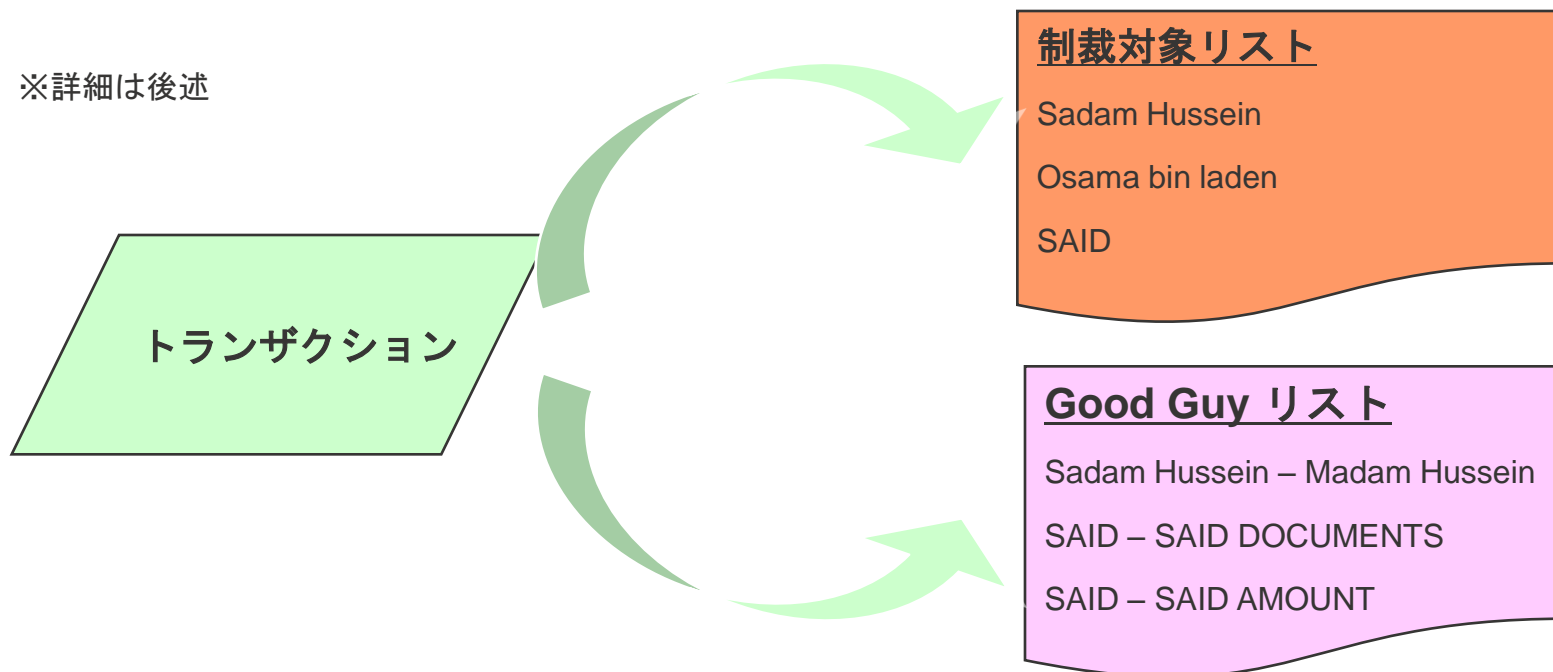 ※詳細は後述
トランザクション
制裁対象リスト
Sadam Hussein
Osama bin laden
SAID
Good Guy リスト
Sadam Hussein – Madam Hussein
SAID – SAID DOCUMENTS
SAID – SAID AMOUNT